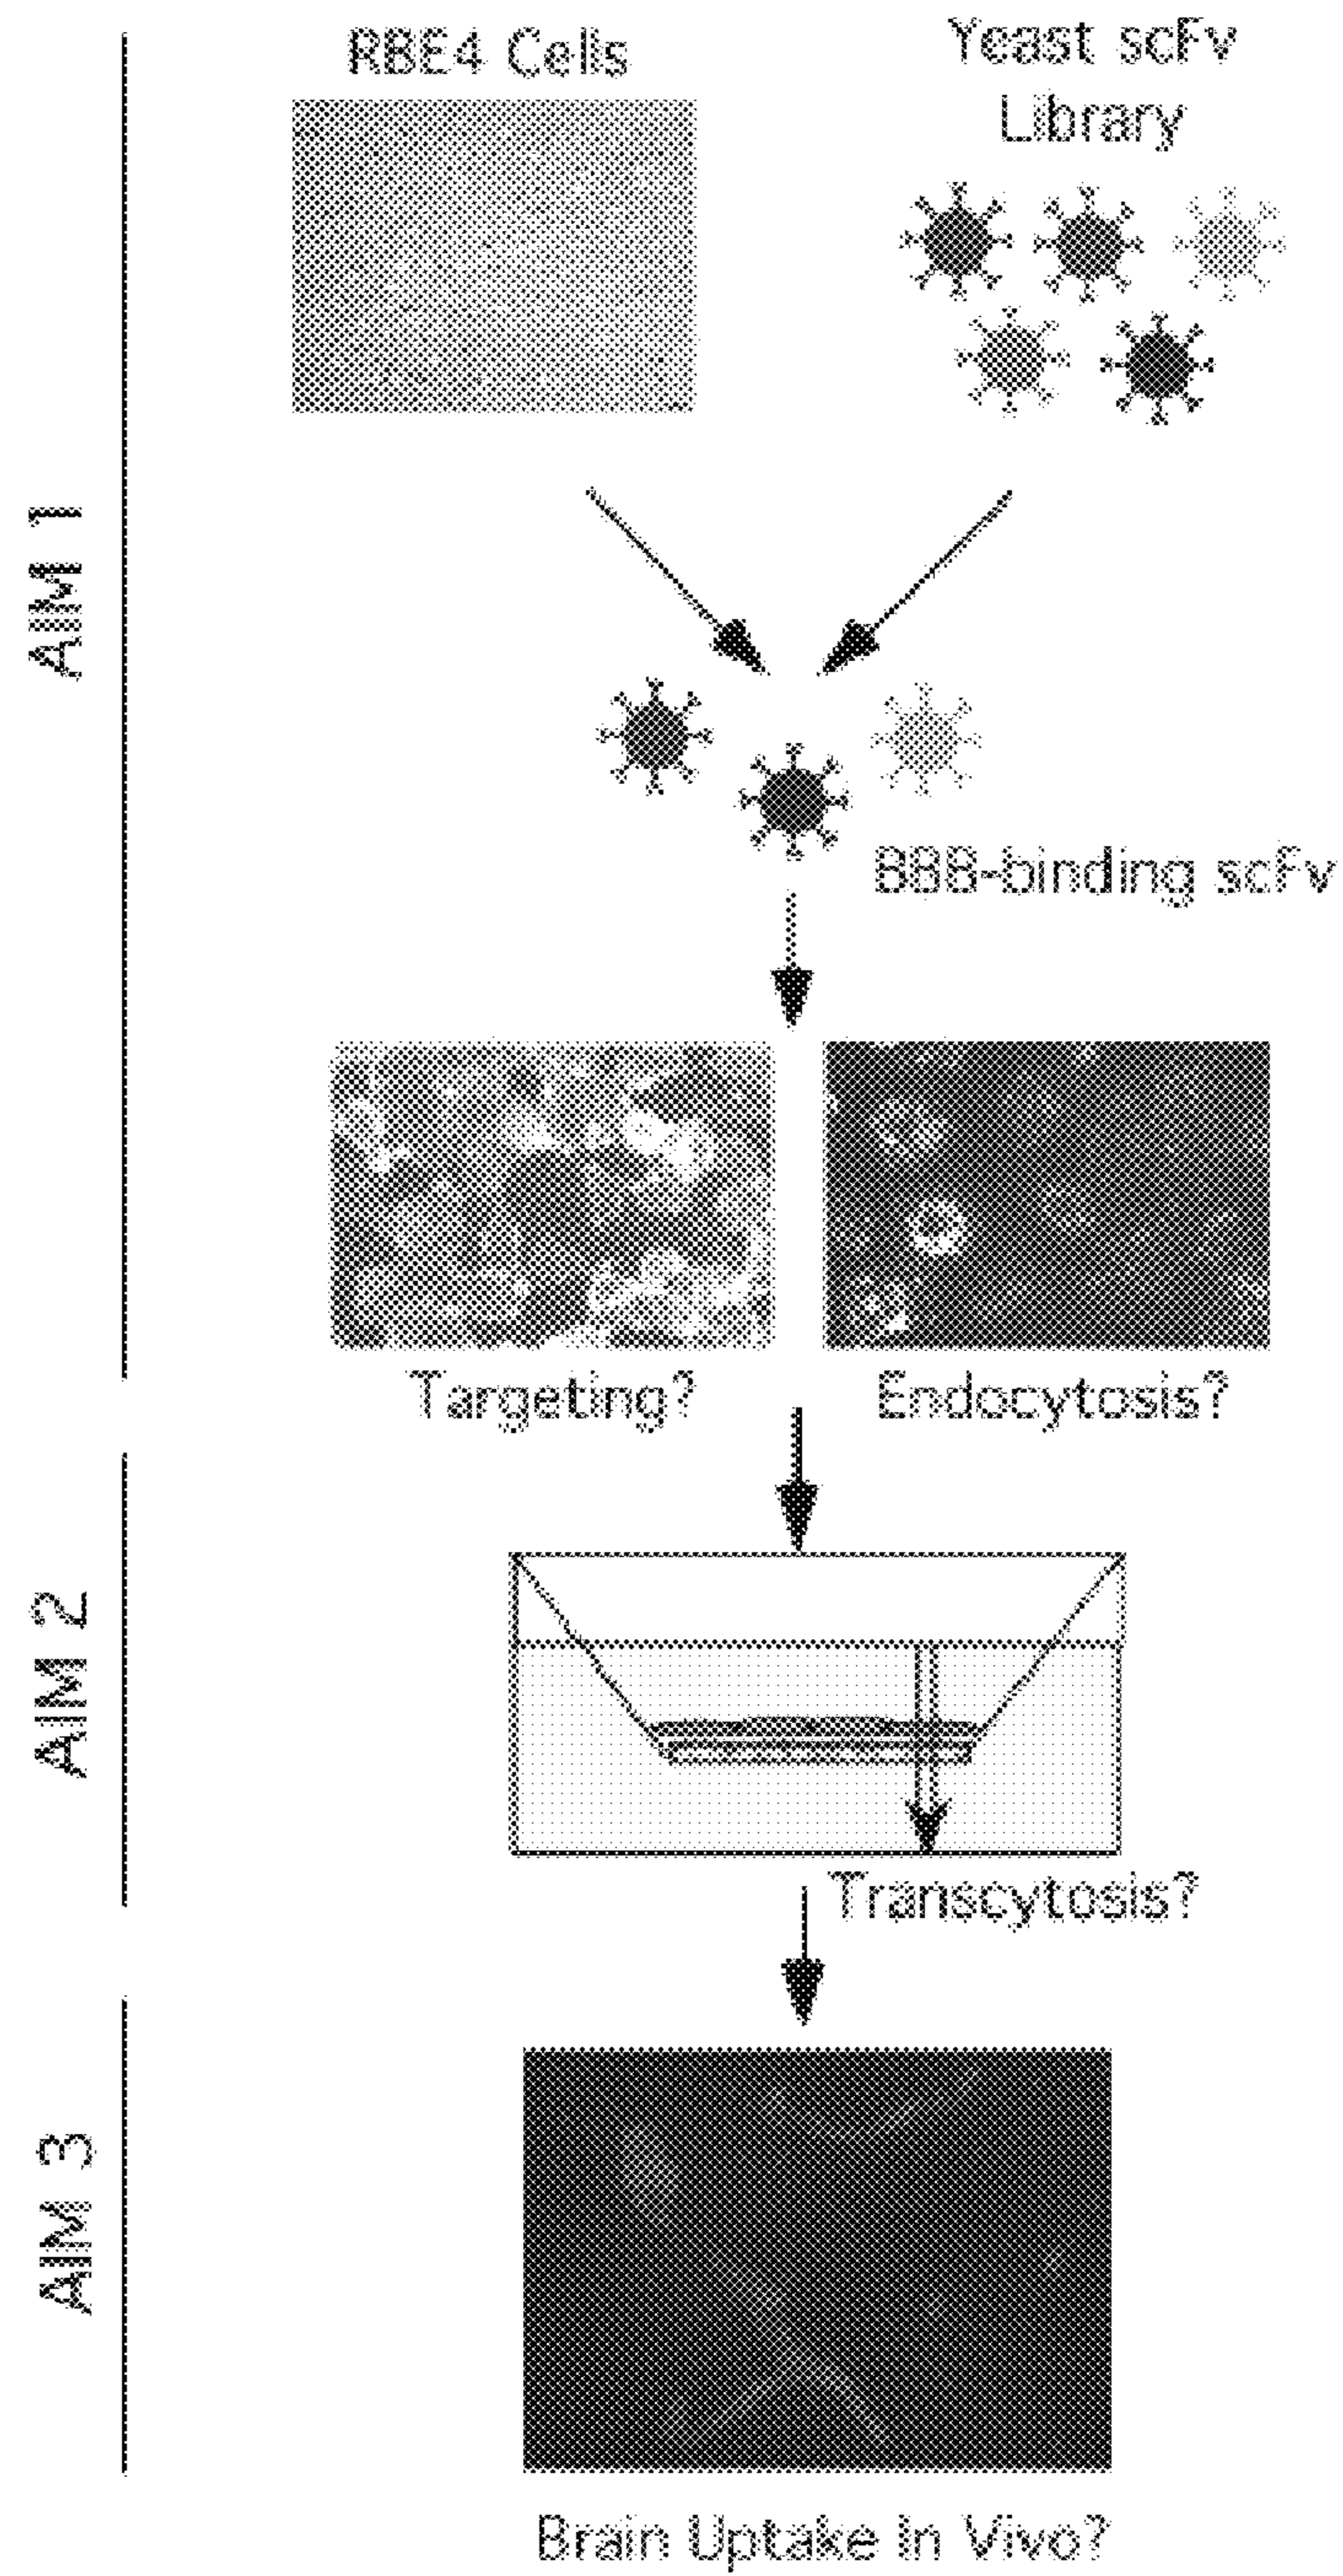 RBE4 Cells
Yeast scFv
Library
AIM 1
BBB-binding scFv
Targeting?
Endocytosis?
AIM 2
Transcytosis?
AIM 3
Brain Uptake In Vivo?